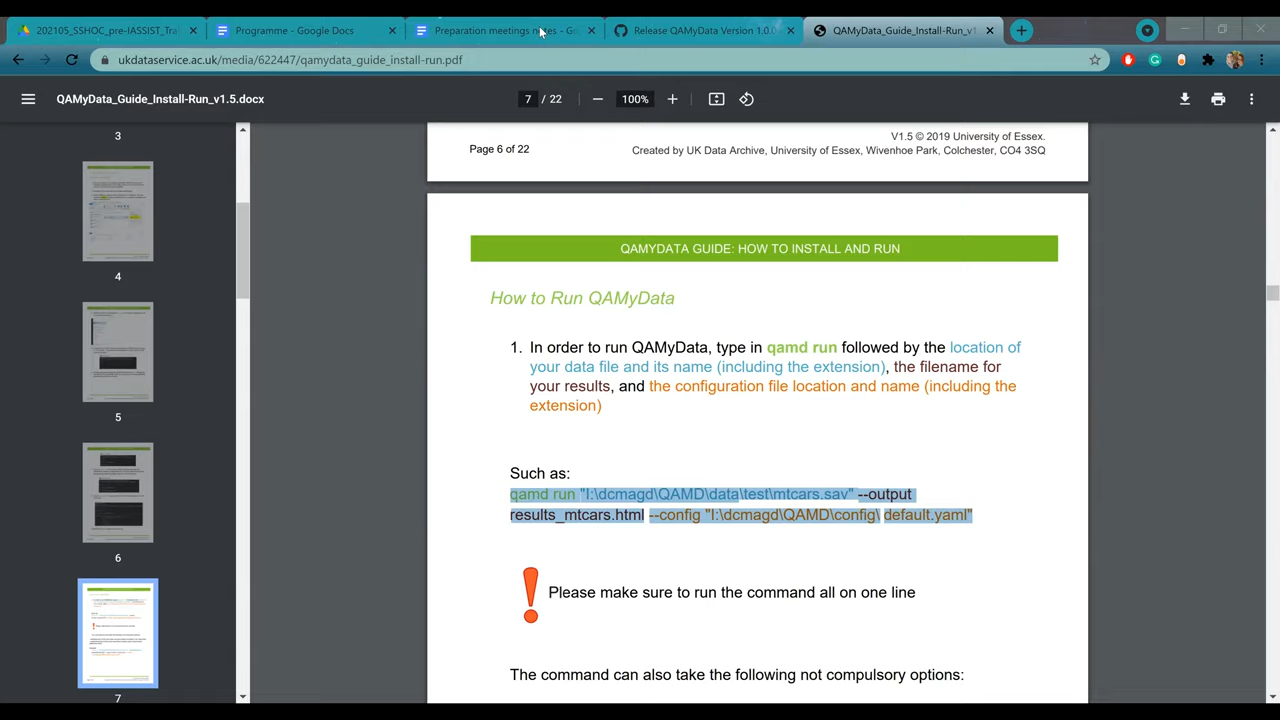 202105_SSHOC_pre-IASSIST_Tra
Programme - Google Docs
Preparation meetings notes - Go
Release QAMyData Version 1.0.0
QAMyData_Guide_Install-Run_v1
ukdataservice.ac.uk/media/622447/qamydata_guide_install-run.pdf
QAMyData_Guide_Install-Run_v1.5.docx
7 / 22
100%
3
4
5
6
7
V1.5 © 2019 University of Essex.
Page 6 of 22
Created by UK Data Archive, University of Essex, Wivenhoe Park, Colchester, CO4 3SQ
QAMYDATA GUIDE: HOW TO INSTALL AND RUN
How to Run QAMyData
1. In order to run QAMyData, type in qamd run followed by the location of
your data file and its name (including the extension), the filename for
your results, and the configuration file location and name (including the
extension)
Such as:
qamd run "I:\dcmagd\QAMD\data\test\mtcars.sav" --output
results_mtcars.html --config "I:\dcmagd\QAMD\config\ default.yaml"
Please make sure to run the command all on one line
The command can also take the following not compulsory options: